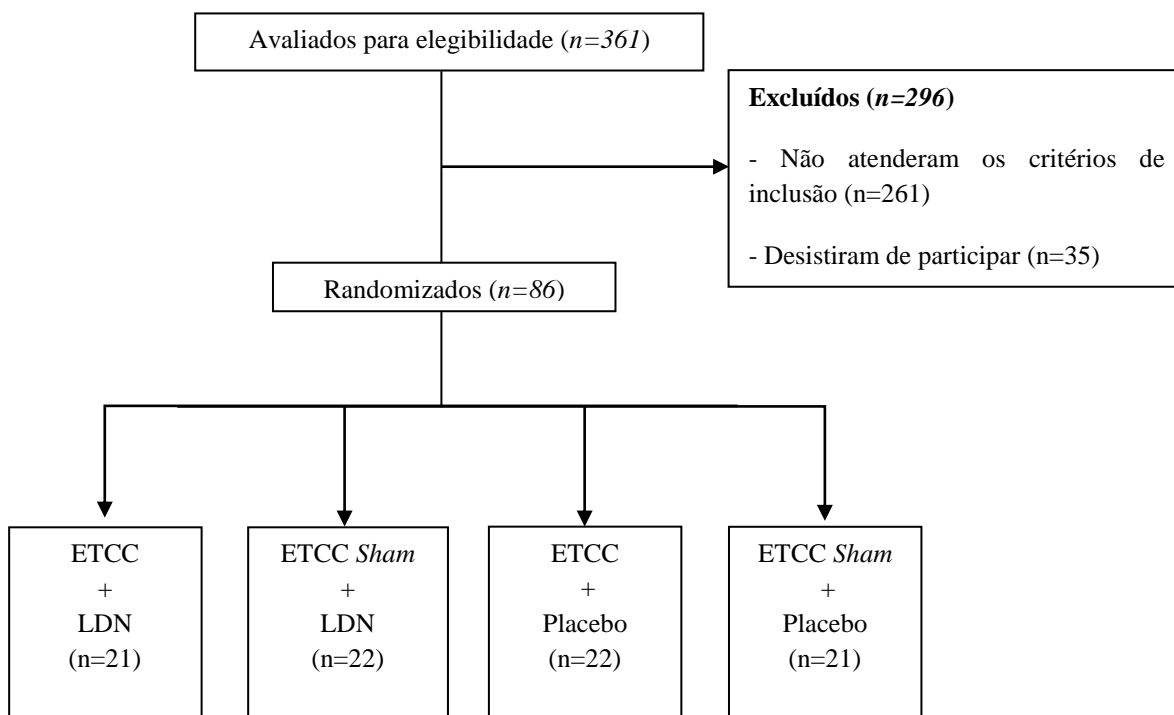 Avaliados para elegibilidade (n=361)
Excluídos (n=296)
- Não atenderam os critérios de
inclusão (n=261)
- Desistiram de participar (n=35)
Randomizados (n=86)
ETCC
+
LDN
(n=21)
ETCC Sham
+
LDN
(n=22)
ETCC
+
Placebo
(n=22)
ETCC Sham
+
Placebo
(n=21)